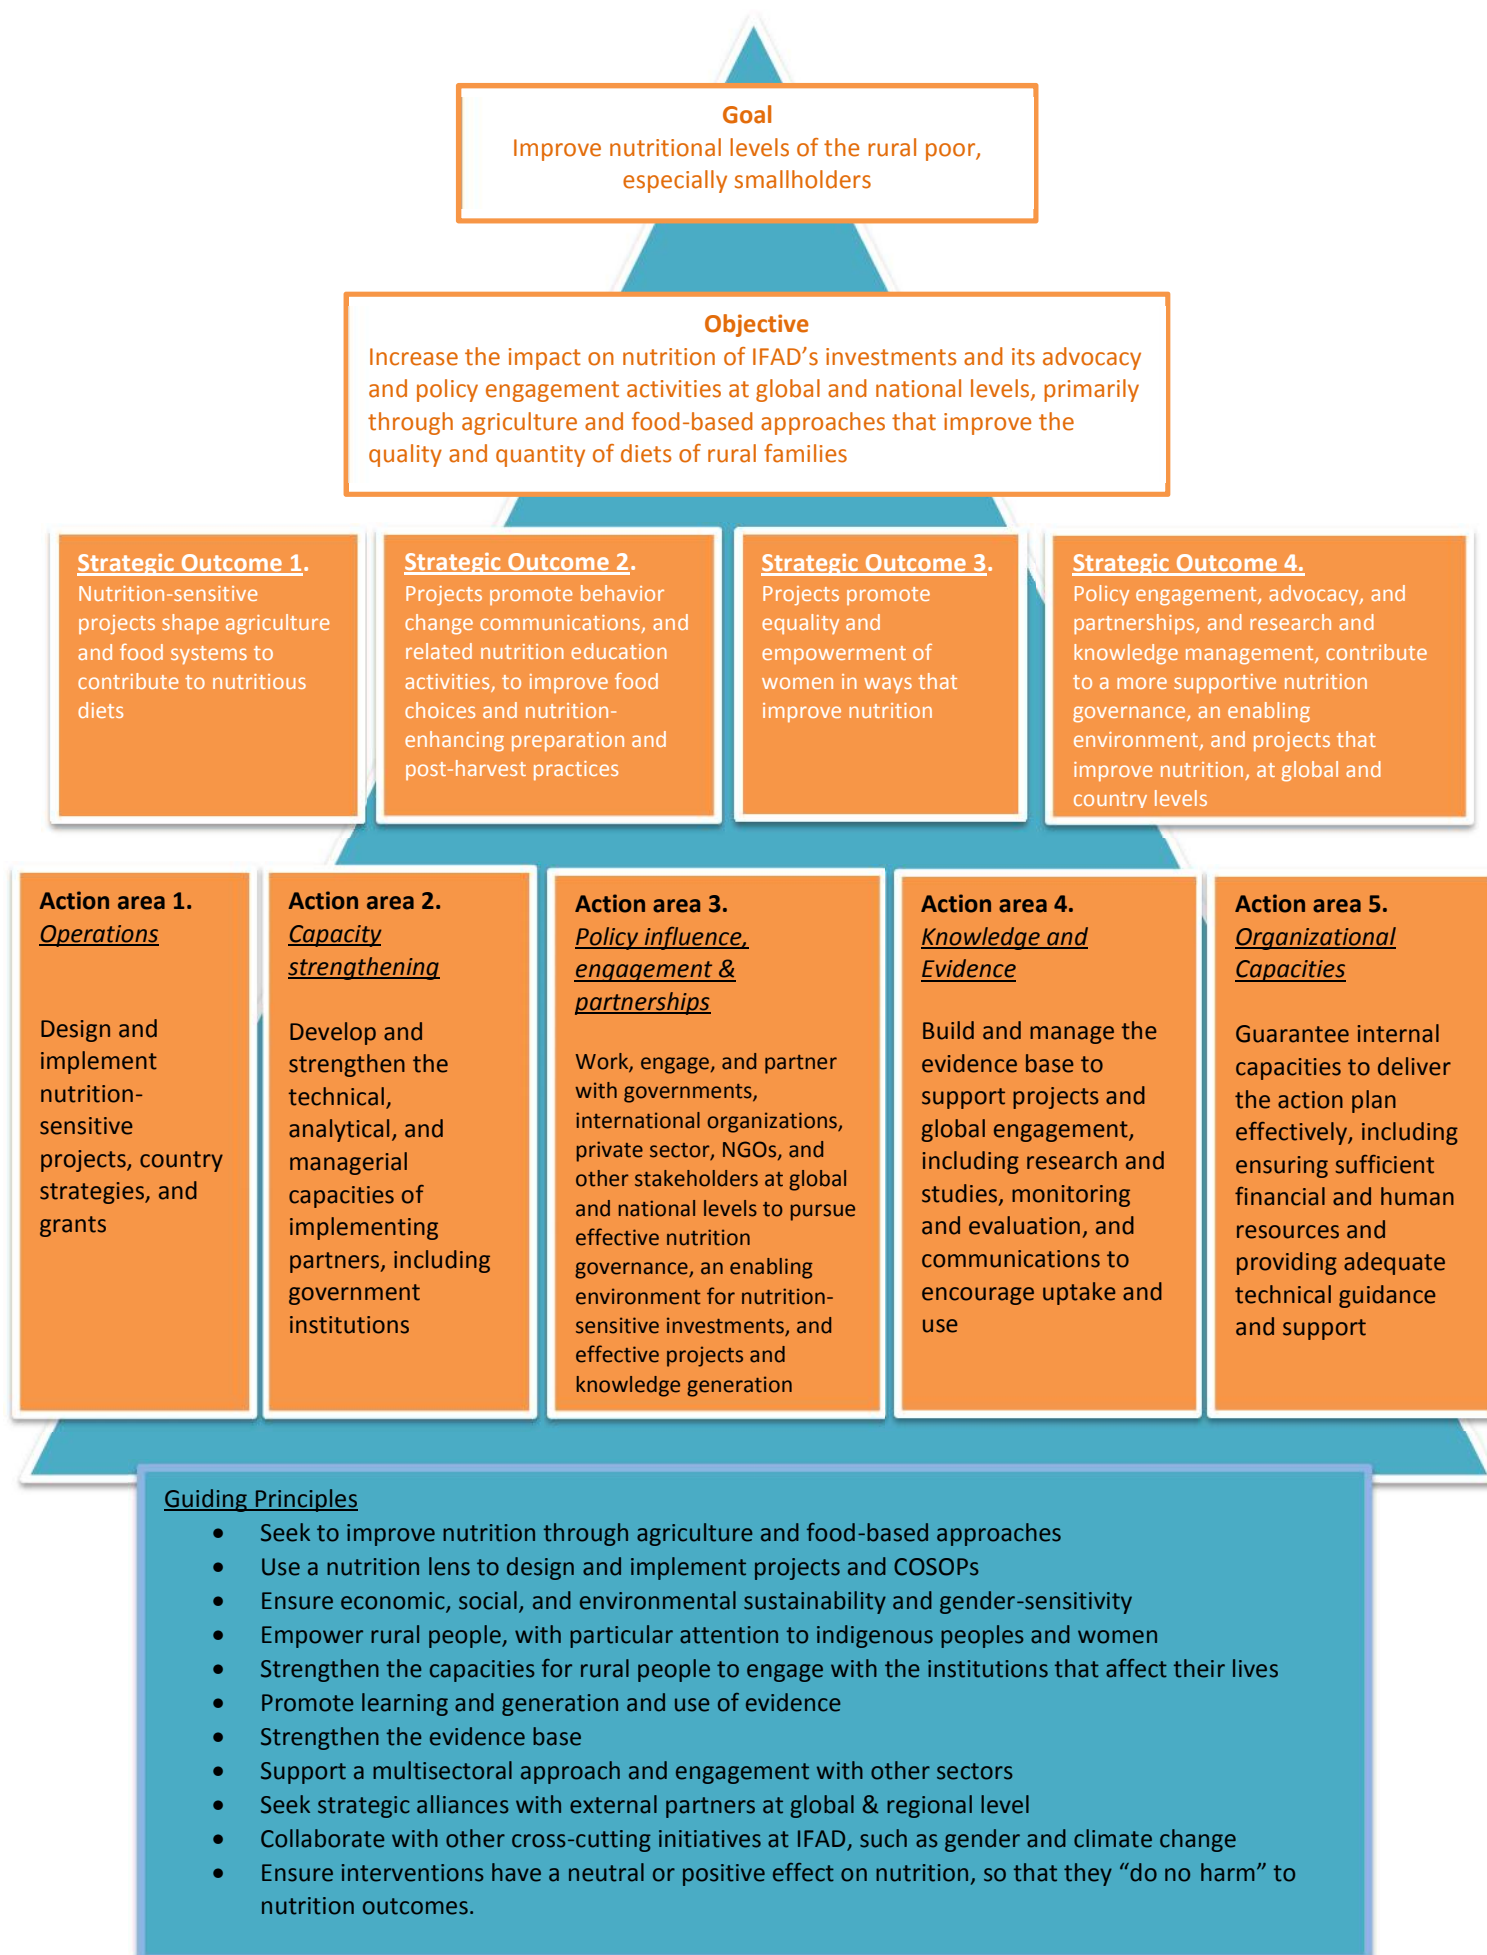 Goal
Improve nutritional levels of the rural poor,
especially smallholders
Objective
Increase the impact on nutrition of IFAD’s investments and its advocacy
and policy engagement activities at global and national levels, primarily
through agriculture and food-based approaches that improve the
quality and quantity of diets of rural families
Strategic Outcome 1.
Nutrition-sensitive
projects shape agriculture
and food systems to
contribute to nutritious
diets
Strategic Outcome 2.
Projects promote behavior
change communications, and
related nutrition education
activities, to improve food
choices and nutrition-
enhancing preparation and
post-harvest practices
Strategic Outcome 3.
Projects promote
equality and
empowerment of
women in ways that
improve nutrition
Strategic Outcome 4.
Policy engagement, advocacy, and
partnerships, and research and
knowledge management, contribute
to a more supportive nutrition
governance, an enabling
environment, and projects that
improve nutrition, at global and
country levels
Action area 1.
Operations
Design and
implement
nutrition-
sensitive
projects, country
strategies, and
grants
Action area 2.
Capacity
strengthening
Develop and
strengthen the
technical,
analytical, and
managerial
capacities of
implementing
partners, including
government
institutions
Action area 3.
Policy influence,
engagement &
partnerships
Work, engage, and partner
with governments,
international organizations,
private sector, NGOs, and
other stakeholders at global
and national levels to pursue
effective nutrition
governance, an enabling
environment for nutrition-
sensitive investments, and
effective projects and
knowledge generation
Action area 4.
Knowledge and
Evidence
Build and manage the
evidence base to
support projects and
global engagement,
including research and
studies, monitoring
and evaluation, and
communications to
encourage uptake and
use
Action area 5.
Organizational
Capacities
Guarantee internal
capacities to deliver
the action plan
effectively, including
ensuring sufficient
financial and human
resources and
providing adequate
technical guidance
and support
Guiding Principles
• Seek to improve nutrition through agriculture and food-based approaches
• Use a nutrition lens to design and implement projects and COSOPs
• Ensure economic, social, and environmental sustainability and gender-sensitivity
• Empower rural people, with particular attention to indigenous peoples and women
• Strengthen the capacities for rural people to engage with the institutions that affect their lives
• Promote learning and generation and use of evidence
• Strengthen the evidence base
• Support a multisectoral approach and engagement with other sectors
• Seek strategic alliances with external partners at global & regional level
• Collaborate with other cross-cutting initiatives at IFAD, such as gender and climate change
• Ensure interventions have a neutral or positive effect on nutrition, so that they “do no harm” to
nutrition outcomes.